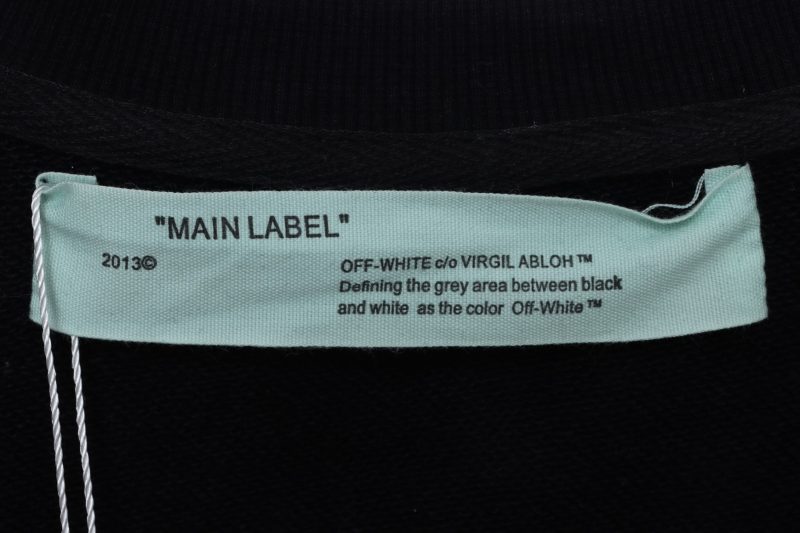 "MAIN LABEL"
2013©
OFF-WHITE c/o VIRGIL ABLOH™
Defining the grey area between black
and white as the color Off-White™